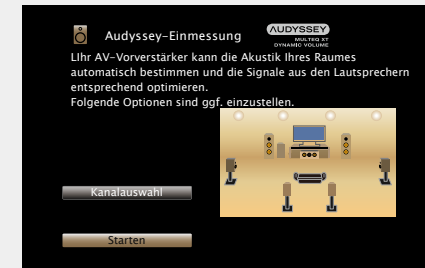 Audyssey-Einmessung
AUDYSSEY
MULTEQ XT
DYNAMIC VOLUME
LIhr AV-Vorverstärker kann die Akustik Ihres Raumes
automatisch bestimmen und die Signale aus den Lautsprechern
entsprechend optimieren.
Folgende Optionen sind ggf. einzustellen.
Kanalauswahl
Starten